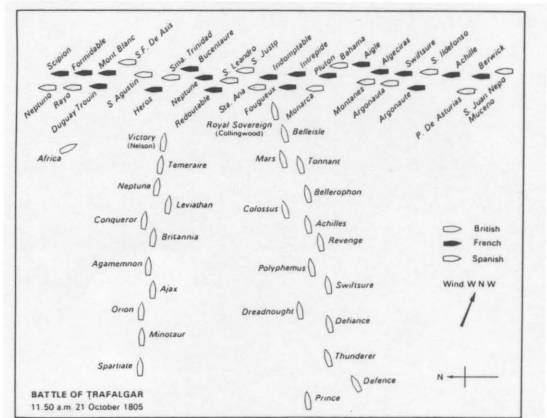 Scipion
Formidable
Mont Blanc
S.F. De Asis
Sma. Trinidad
Bucentaure
S. Leandro
S. Justo
Indomptable
Intrepide
Pluton
Bahama
Aigle
Algeciras
Swiftsure
S. Ildefonso
Achille
Berwick
Neptuno
Rayo
Duguay Trouin
S. Agustin
Heros
Neptune
Redoutable
Sta. Ana
Fougueux
Monarca
Montanes
Argonauta
Argonaute
P. De Asturias
S. Juan Nepo
Muceno
Royal Sovereign
(Collingwood)
Victory
(Nelson)
Belleisle
Africa
Temeraire
Mars
Tonnant
Neptune
Bellerophon
Leviathan
Colossus
Conqueror
Achilles
Britannia
Revenge
British
French
Spanish
Agamemnon
Polyphemus
Ajax
Swiftsure
Wind W N W
Orion
Dreadnought
Defiance
Minotaur
Thunderer
Spartiate
Defence
N
Prince
BATTLE OF TRAFALGAR
11.50 a.m. 21 October 1805